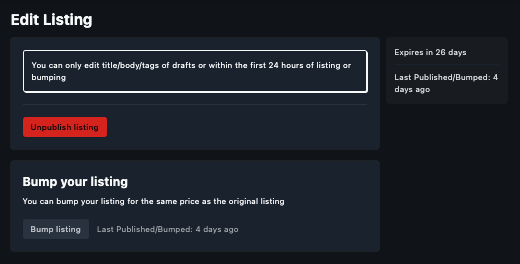 Edit Listing
You can only edit title/body/tags of drafts or within the first 24 hours of listing or
bumping
Unpublish listing
Expires in 26 days
Last Published/Bumped: 4
days ago
Bump your listing
You can bump your listing for the same price as the original listing
Bump listing
Last Published/Bumped: 4 days ago